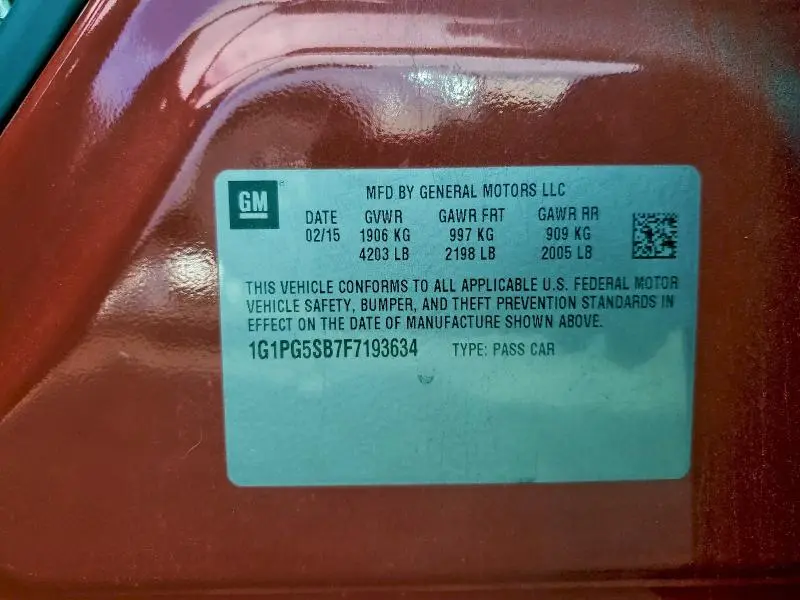 GM
MFD BY GENERAL MOTORS LLC
DATE GVWR GAWR FRT GAWR RR
02/15 1906 KG 997 KG 909 KG
4203 LB 2198 LB 2005 LB
THIS VEHICLE CONFORMS TO ALL APPLICABLE U.S. FEDERAL MOTOR
VEHICLE SAFETY, BUMPER, AND THEFT PREVENTION STANDARDS IN
EFFECT ON THE DATE OF MANUFACTURE SHOWN ABOVE.
1G1PG5SB7F7193634 TYPE: PASS CAR